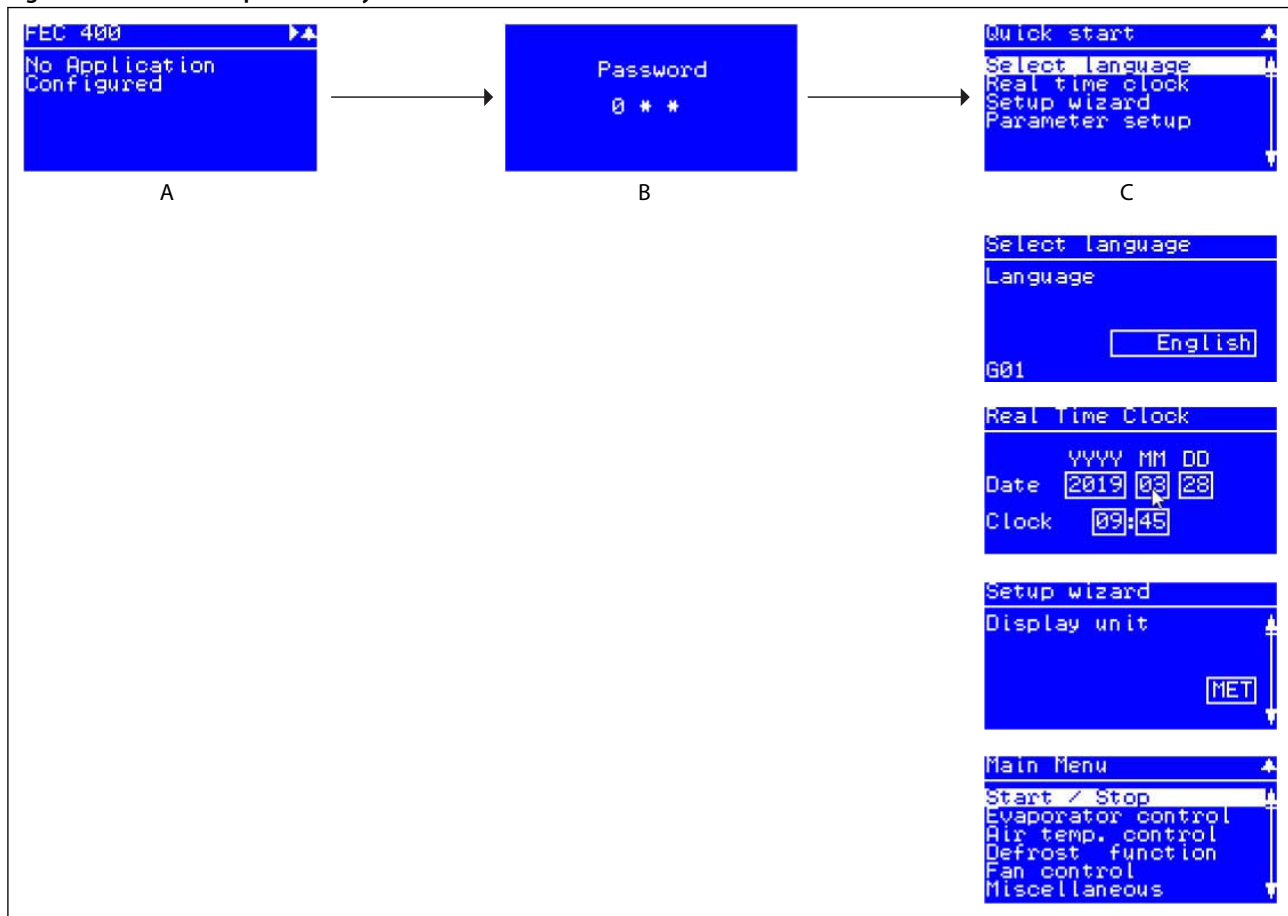 FEC 400
No Application
Configured
A
Password
0 * *
B
Quick start
Select language
Real time clock
Setup wizard
Parameter setup
C
Select language
Language
English
G01
Real Time Clock
YYYY MM DD
Date 2019 03 28
Clock 09:45
Setup wizard
Display unit
MET
Main Menu
Start / Stop
Evaporator control
Air temp. control
Defrost function
Fan control
Miscellaneous